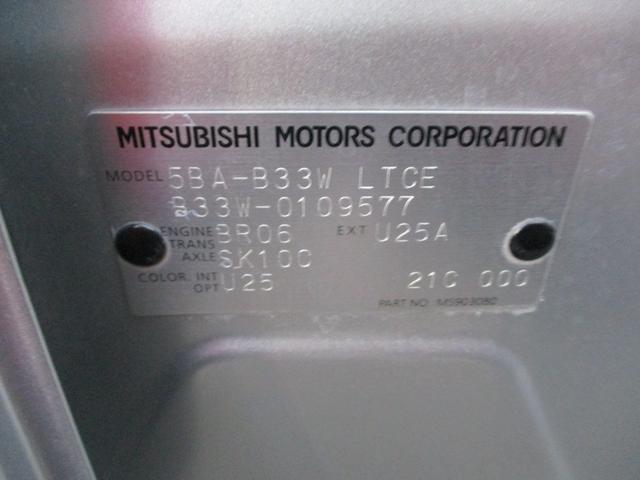 MITSUBISHI MOTORS CORPORATION
MODEL 5BA-B33W LTCE
B33W-0109577
ENGINE BR06 EXT U25A
TRANS AXLE SK10C
COLOR. INT U25 21C 000
OPT
PART NO. M5903080